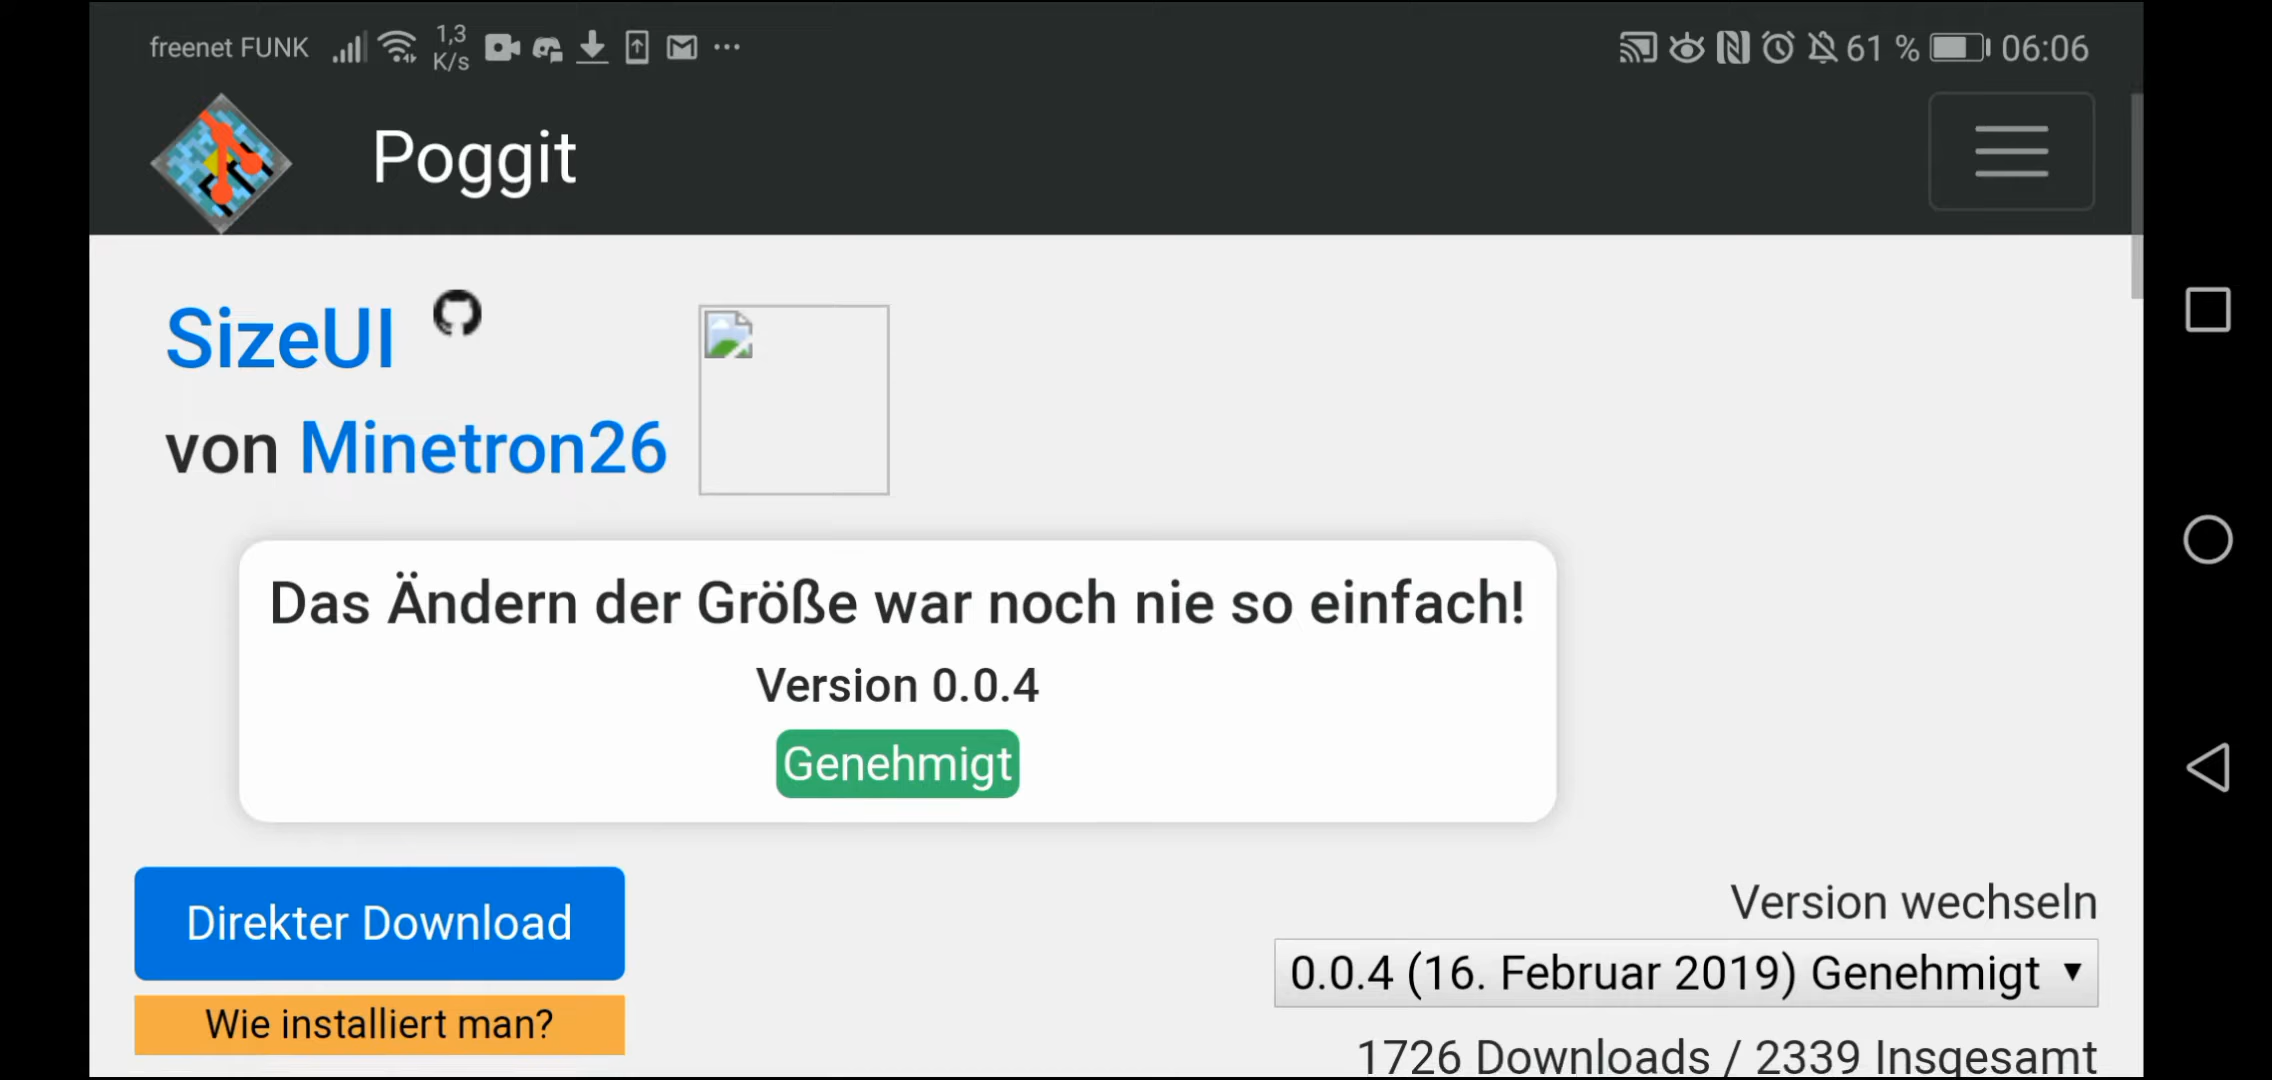 freenet FUNK 1,3 K/s 61 % 06:06
Poggit
SizeUI
von Minetron26
Das Ändern der Größe war noch nie so einfach!
Version 0.0.4
Genehmigt
Direkter Download
Wie installiert man?
Version wechseln
0.0.4 (16. Februar 2019) Genehmigt
1726 Downloads / 2339 Insgesamt